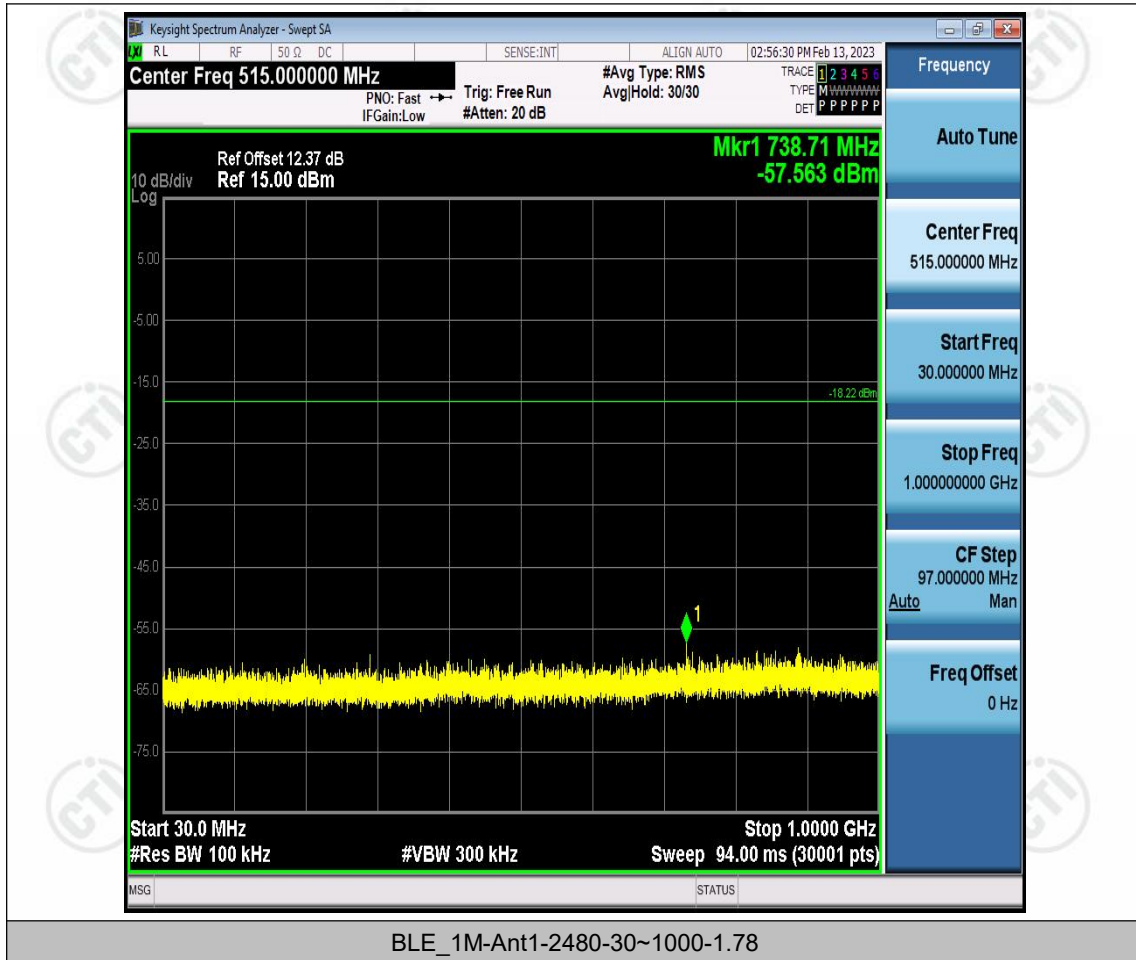 Keysight Spectrum Analyzer - Swept SA
LXI RL RF 50 Ω DC SENSE:INT ALIGN AUTO 02:56:30 PM Feb 13, 2023
Center Freq 515.000000 MHz
PNO: Fast
IFGain:Low
Trig: Free Run
#Atten: 20 dB
#Avg Type: RMS
Avg|Hold: 30/30
TRACE 1 2 3 4 5 6
TYPE M WWWWW
DET P P P P P P
Mkr1 738.71 MHz
-57.563 dBm
Ref Offset 12.37 dB
10 dB/div Ref 15.00 dBm
Log
5.00
-5.00
-15.0
-18.22 dBm
-25.0
-35.0
-45.0
1
-55.0
-65.0
-75.0
Start 30.0 MHz Stop 1.0000 GHz
#Res BW 100 kHz #VBW 300 kHz Sweep 94.00 ms (30001 pts)
MSG STATUS
Frequency
Auto Tune
Center Freq
515.000000 MHz
Start Freq
30.000000 MHz
Stop Freq
1.000000000 GHz
CF Step
97.000000 MHz
Auto Man
Freq Offset
0 Hz
CTI
CTI
CTI
CTI
CTI
CTI
BLE_1M-Ant1-2480-30~1000-1.78